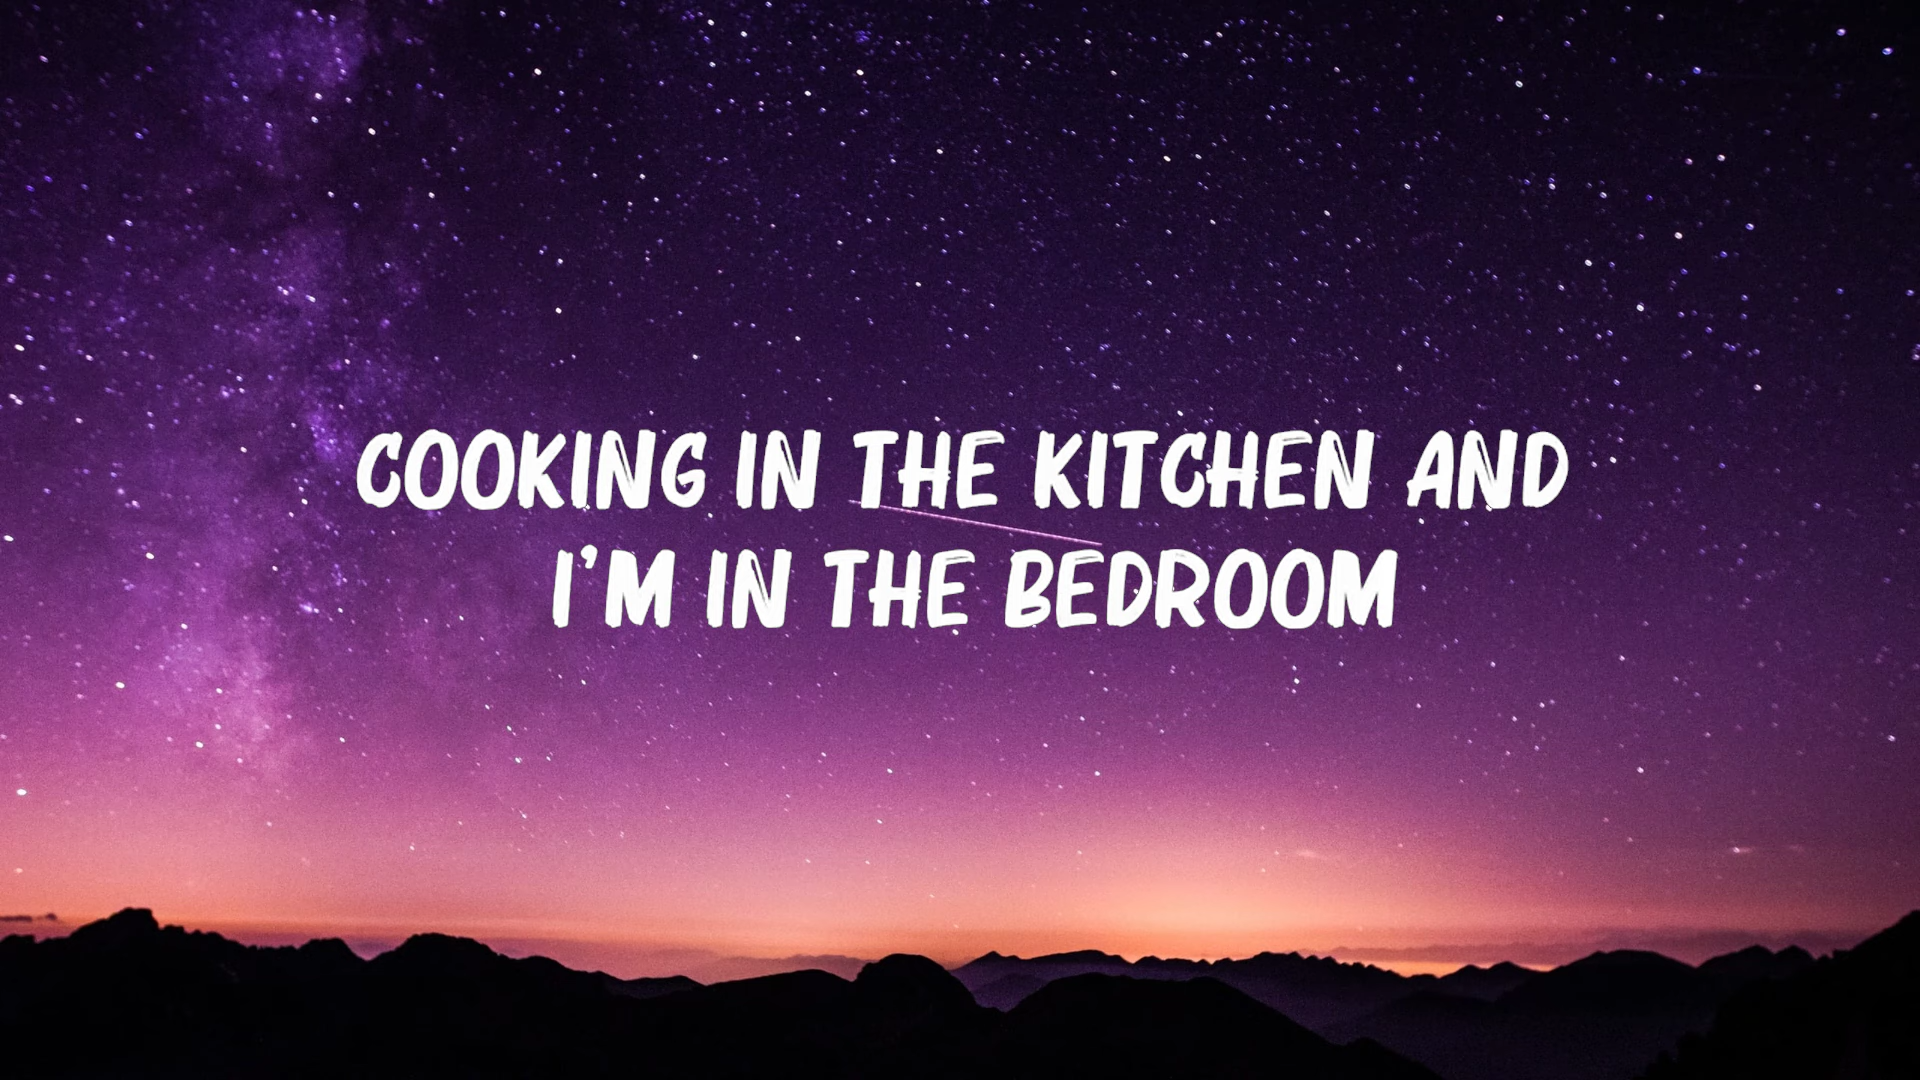 COOKING IN THE KITCHEN AND
I'M IN THE BEDROOM